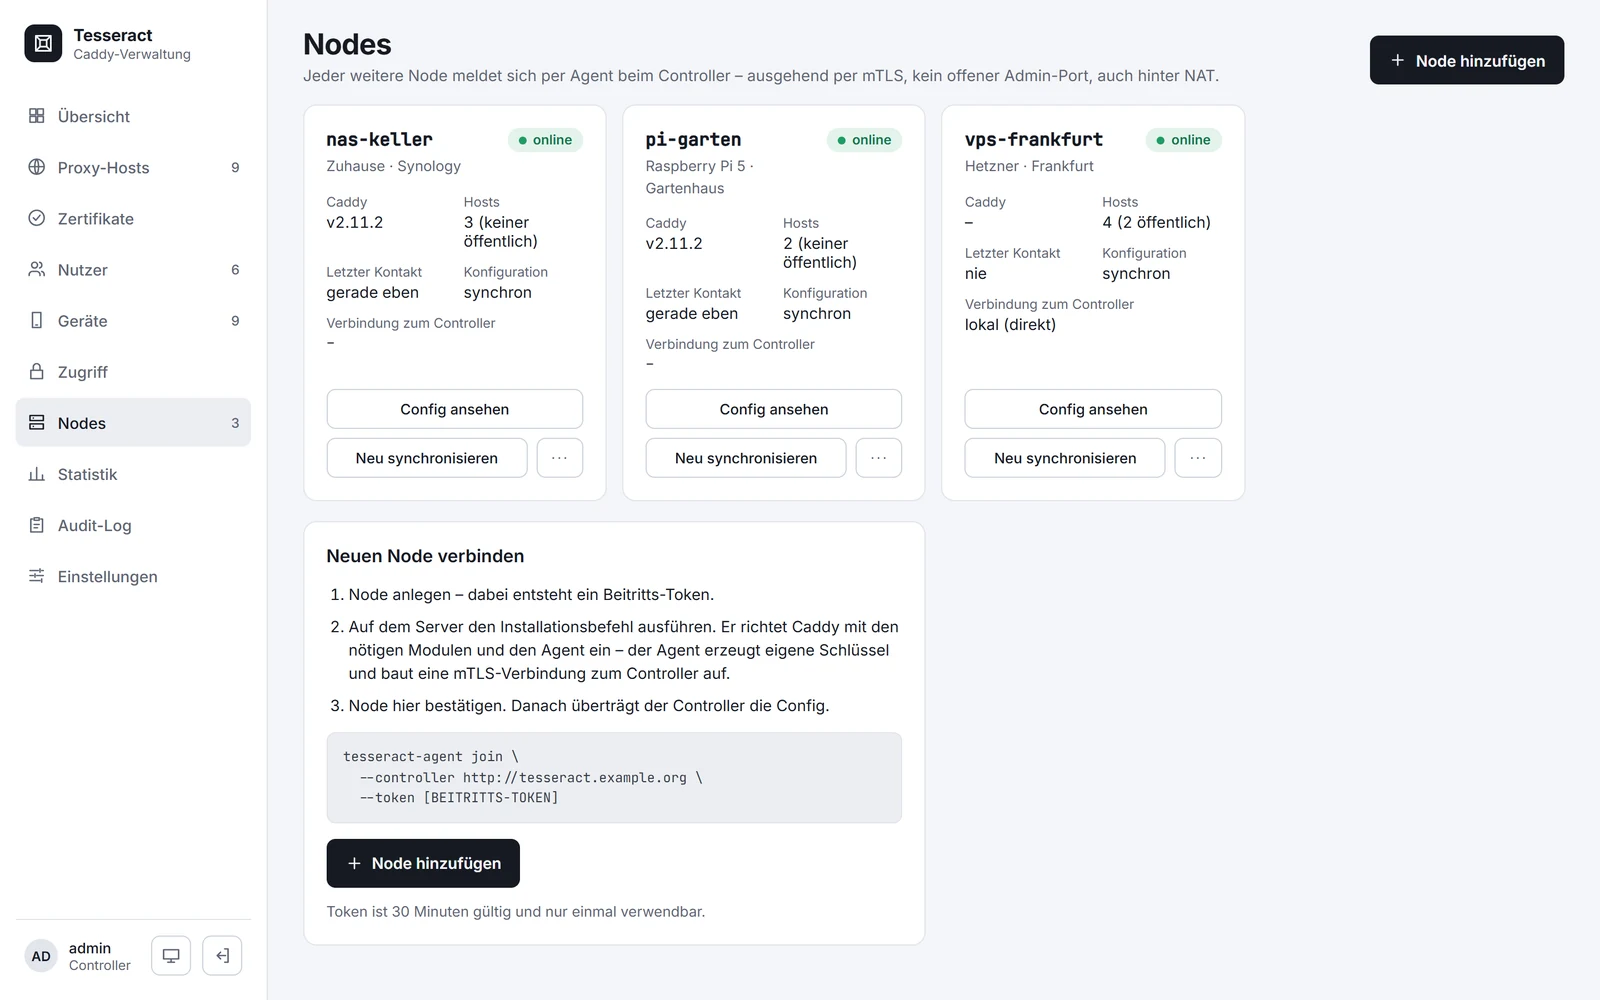 Tesseract
Caddy-Verwaltung
Übersicht
Proxy-Hosts 9
Zertifikate
Nutzer 6
Geräte 9
Zugriff
Nodes 3
Statistik
Audit-Log
Einstellungen
AD
admin
Controller
Nodes
Jeder weitere Node meldet sich per Agent beim Controller – ausgehend per mTLS, kein offener Admin-Port, auch hinter NAT.
+ Node hinzufügen
nas-keller
online
Zuhause · Synology
Caddy
v2.11.2
Hosts
3 (keiner
öffentlich)
Letzter Kontakt
gerade eben
Konfiguration
synchron
Verbindung zum Controller
–
Config ansehen
Neu synchronisieren
···
pi-garten
online
Raspberry Pi 5 ·
Gartenhaus
Caddy
v2.11.2
Hosts
2 (keiner
öffentlich)
Letzter Kontakt
gerade eben
Konfiguration
synchron
Verbindung zum Controller
–
Config ansehen
Neu synchronisieren
···
vps-frankfurt
online
Hetzner · Frankfurt
Caddy
–
Hosts
4 (2 öffentlich)
Letzter Kontakt
nie
Konfiguration
synchron
Verbindung zum Controller
lokal (direkt)
Config ansehen
Neu synchronisieren
···
Neuen Node verbinden
1. Node anlegen – dabei entsteht ein Beitritts-Token.
2. Auf dem Server den Installationsbefehl ausführen. Er richtet Caddy mit den
nötigen Modulen und den Agent ein – der Agent erzeugt eigene Schlüssel
und baut eine mTLS-Verbindung zum Controller auf.
3. Node hier bestätigen. Danach überträgt der Controller die Config.
tesseract-agent join \
--controller http://tesseract.example.org \
--token [BEITRITTS-TOKEN]
+ Node hinzufügen
Token ist 30 Minuten gültig und nur einmal verwendbar.